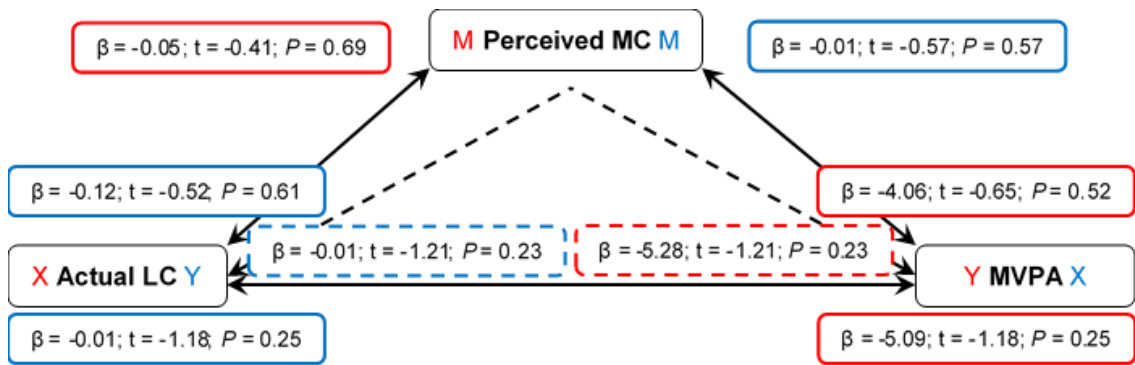 β = -0.05; t = -0.41; P = 0.69
M Perceived MC M
β = -0.01; t = -0.57; P = 0.57
β = -0.12; t = -0.52; P = 0.61
β = -4.06; t = -0.65; P = 0.52
β = -0.01; t = -1.21; P = 0.23
β = -5.28; t = -1.21; P = 0.23
X Actual LC Y
Y MVPA X
β = -0.01; t = -1.18; P = 0.25
β = -5.09; t = -1.18; P = 0.25